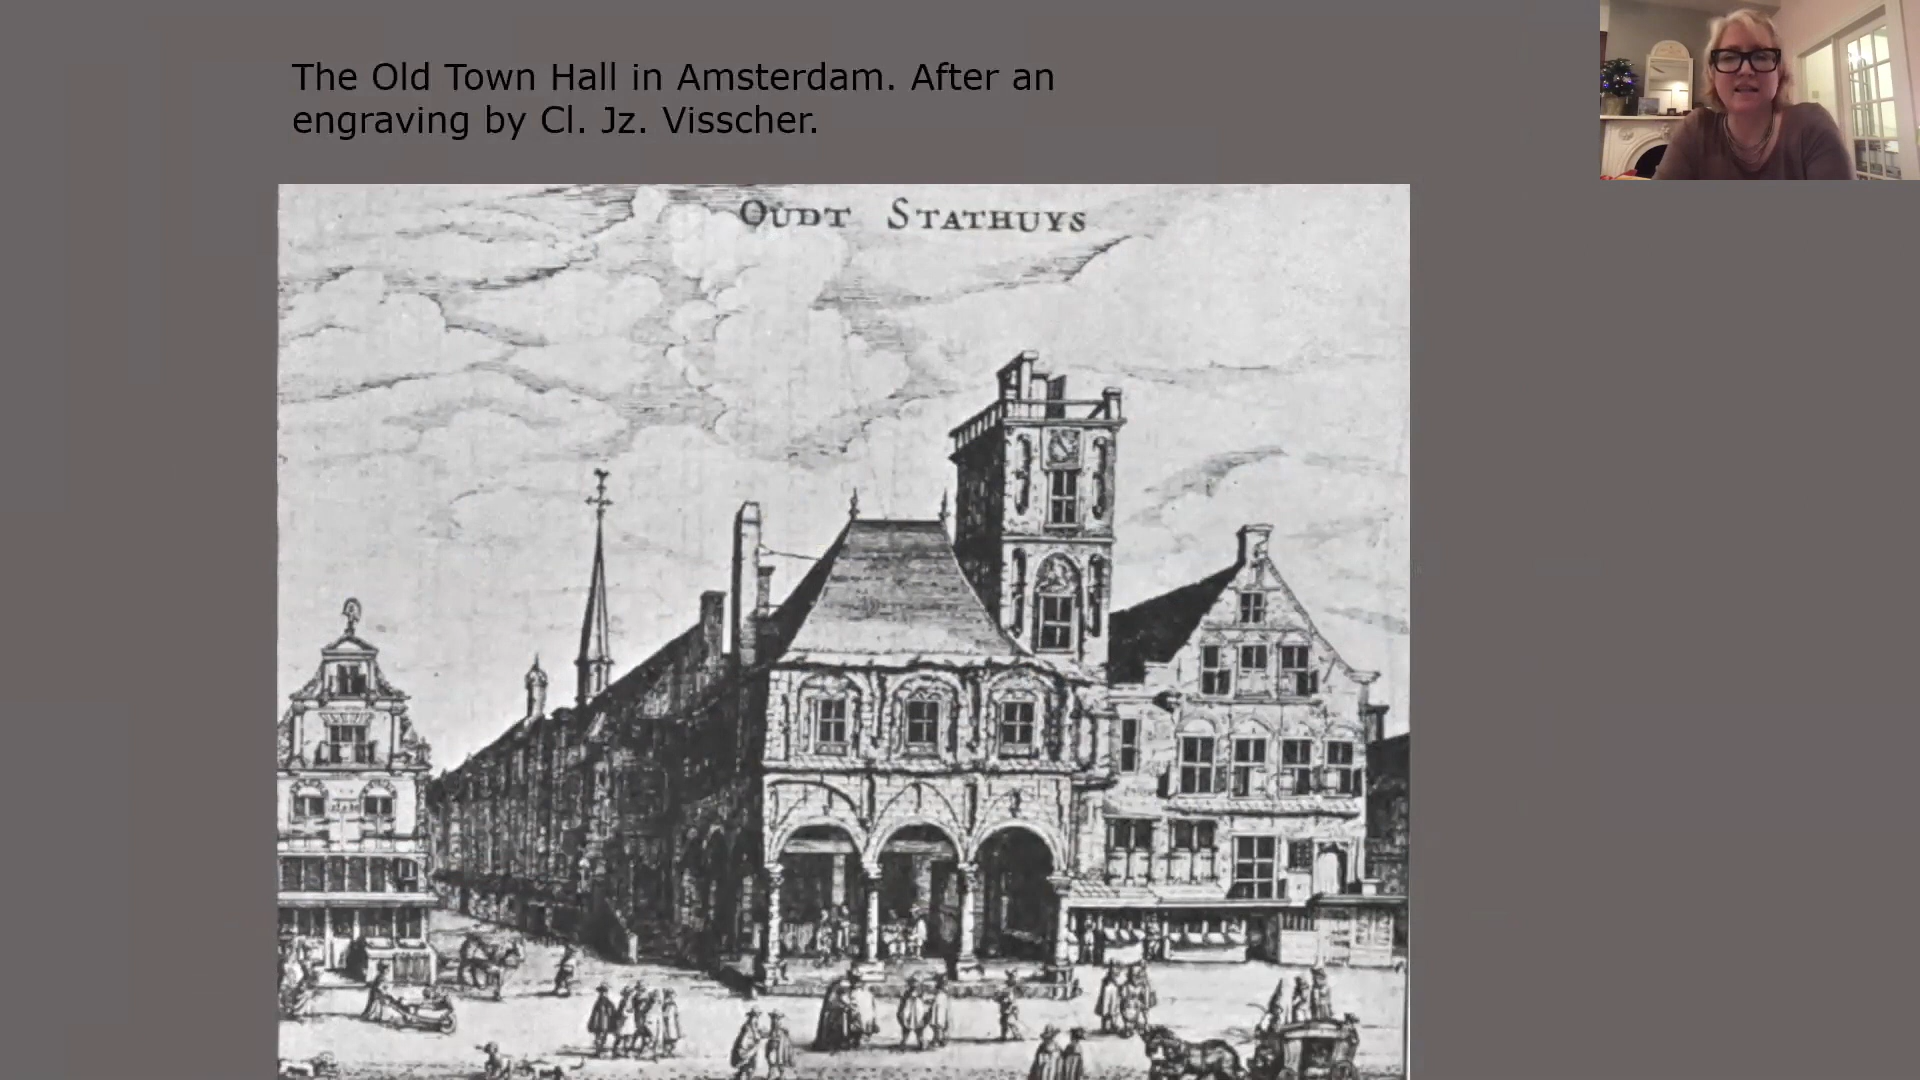 The Old Town Hall in Amsterdam. After an
engraving by Cl. Jz. Visscher.
OUDT STATHUYS